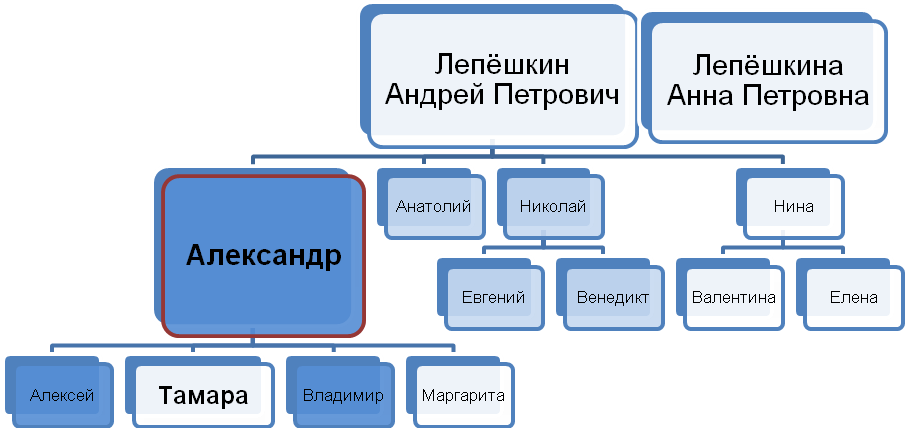 Лепёшкин
Андрей Петрович
Лепёшкина
Анна Петровна
Александр
Анатолий
Николай
Нина
Евгений
Венедикт
Валентина
Елена
Алексей
Тамара
Владимир
Маргарита